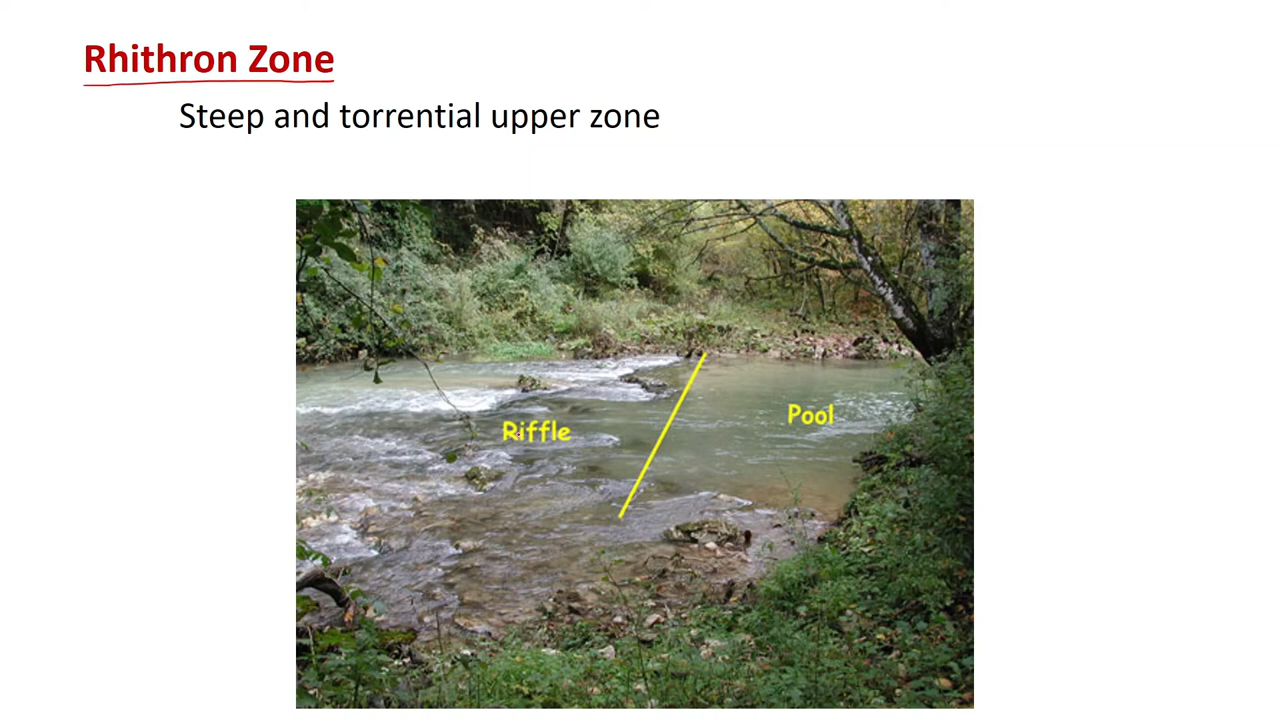 Rhithron Zone
Steep and torrential upper zone
Riffle
Pool